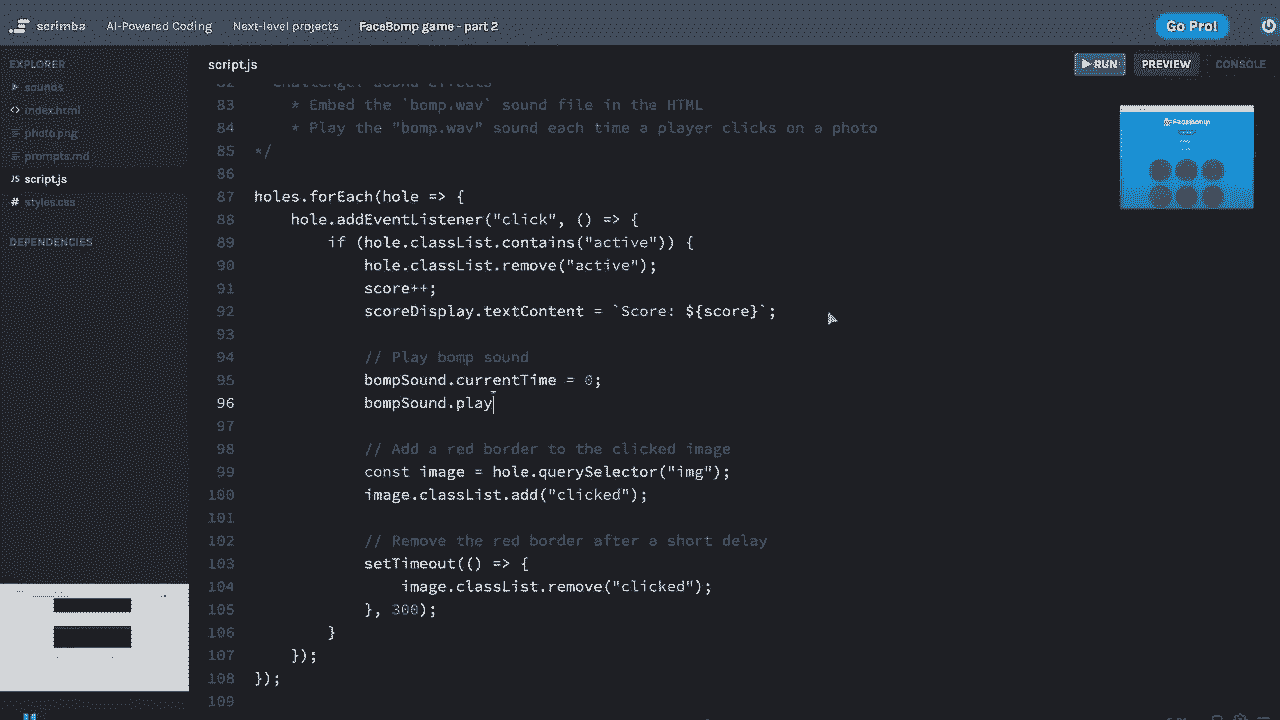 scrimba AI-Powered Coding Next-level projects FaceBomp game - part 2 Go Pro!
EXPLORER
sounds
index.html
photo.png
prompts.md
JS script.js
# styles.css
DEPENDENCIES
script.js RUN PREVIEW CONSOLE
82
83 * Embed the `bomp.wav` sound file in the HTML
84 * Play the "bomp.wav" sound each time a player clicks on a photo
85 */
86
87 holes.forEach(hole => {
88 hole.addEventListener("click", () => {
89 if (hole.classList.contains("active")) {
90 hole.classList.remove("active");
91 score++;
92 scoreDisplay.textContent = `Score: ${score}`;
93
94 // Play bomp sound
95 bompSound.currentTime = 0;
96 bompSound.play
97
98 // Add a red border to the clicked image
99 const image = hole.querySelector("img");
100 image.classList.add("clicked");
101
102 // Remove the red border after a short delay
103 setTimeout(() => {
104 image.classList.remove("clicked");
105 }, 300);
106 }
107 });
108 });
109